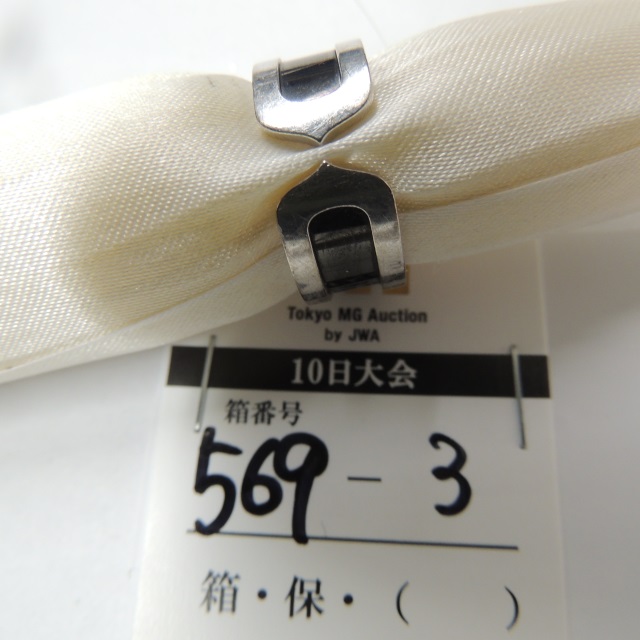 Tokyo MG Auction
by JWA
10日大会
箱番号
569 - 3
箱・保・（　　）